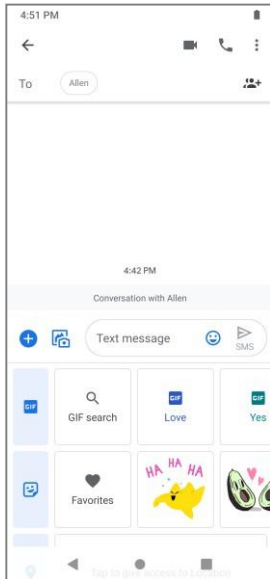 4:51 PM
To Allen
4:42 PM
Conversation with Allen
Text message
SMS
GIF GIF search GIF Love GIF Yes
Favorites HA HA HA
Tap to give access to Location